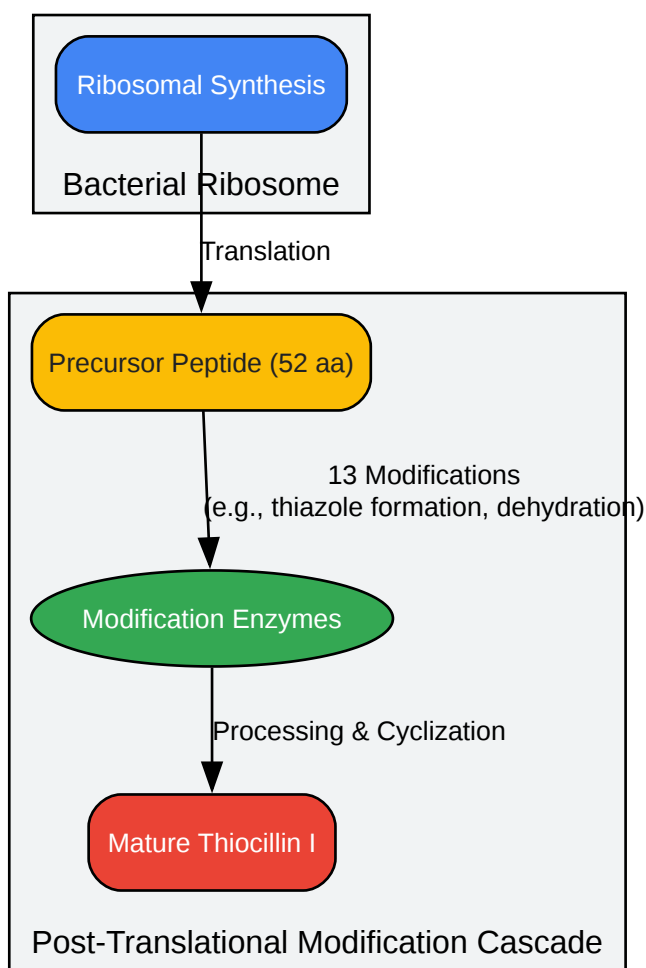 Ribosomal Synthesis
Bacterial Ribosome
Translation
Precursor Peptide (52 aa)
13 Modifications
(e.g., thiazole formation, dehydration)
Modification Enzymes
Processing & Cyclization
Mature Thiocillin I
Post-Translational Modification Cascade